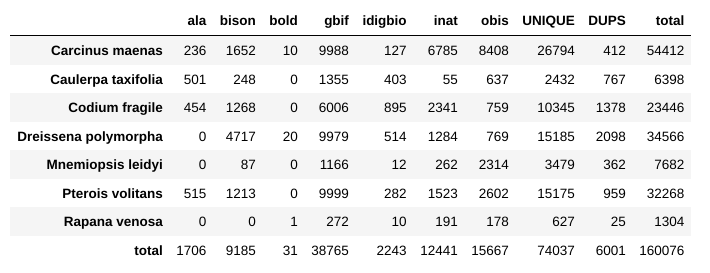 ala bison bold gbif idigbio inat obis UNIQUE DUPS total
Carcinus maenas 236 1652 10 9988 127 6785 8408 26794 412 54412
Caulerpa taxifolia 501 248 0 1355 403 55 637 2432 767 6398
Codium fragile 454 1268 0 6006 895 2341 759 10345 1378 23446
Dreissena polymorpha 0 4717 20 9979 514 1284 769 15185 2098 34566
Mnemiopsis leidyi 0 87 0 1166 12 262 2314 3479 362 7682
Pterois volitans 515 1213 0 9999 282 1523 2602 15175 959 32268
Rapana venosa 0 0 1 272 10 191 178 627 25 1304
total 1706 9185 31 38765 2243 12441 15667 74037 6001 160076